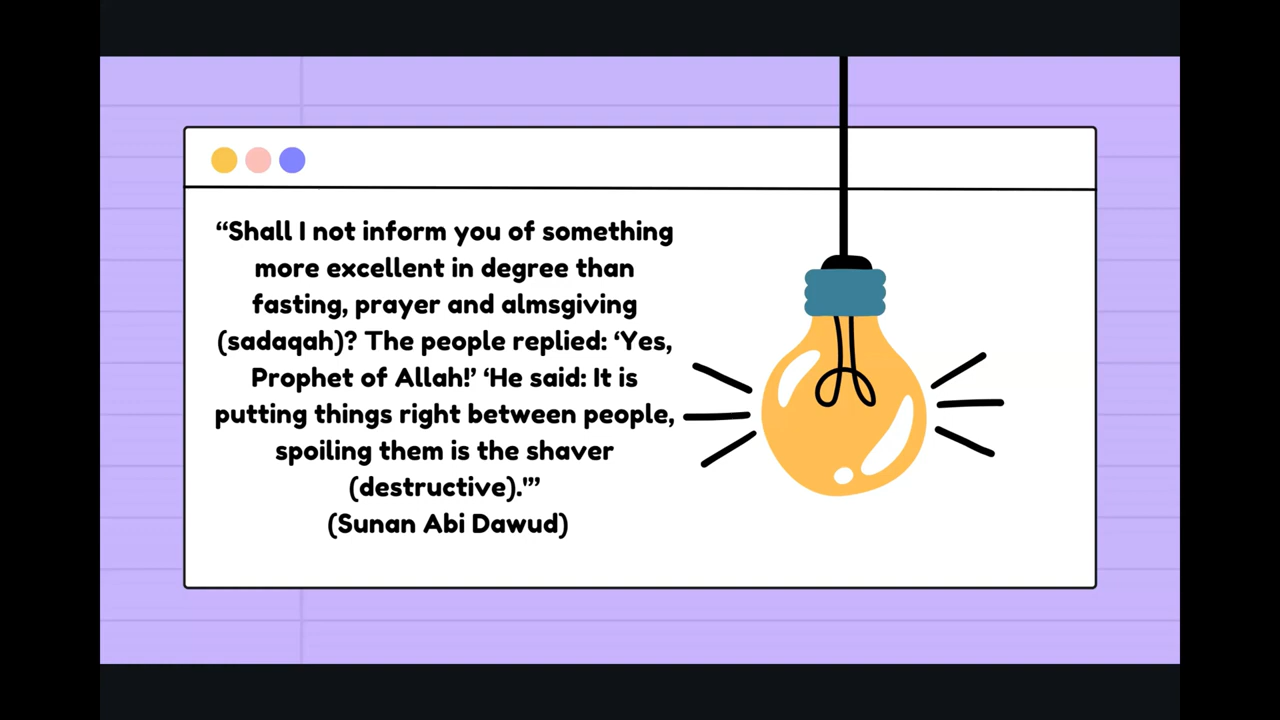 “Shall I not inform you of something
more excellent in degree than
fasting, prayer and almsgiving
(sadaqah)? The people replied: ‘Yes,
Prophet of Allah!’ ‘He said: It is
putting things right between people,
spoiling them is the shaver
(destructive).'”
(Sunan Abi Dawud)